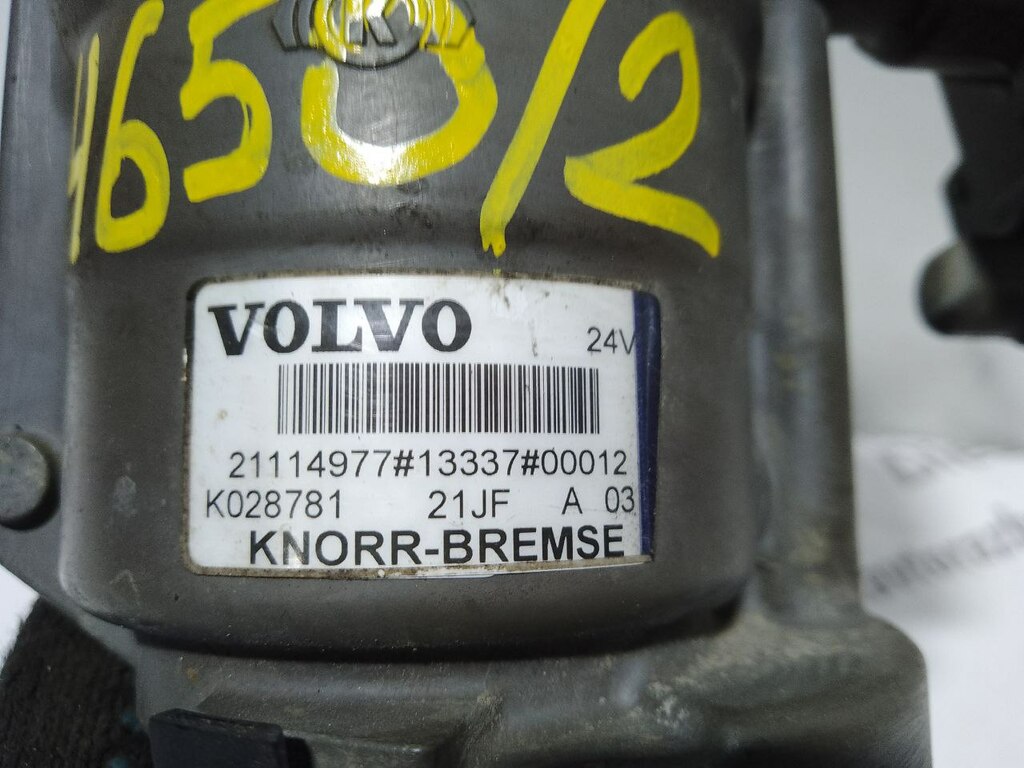 K
4650/2
VOLVO
24V
21114977#13337#00012
K028781 21JF A 03
KNORR-BREMSE